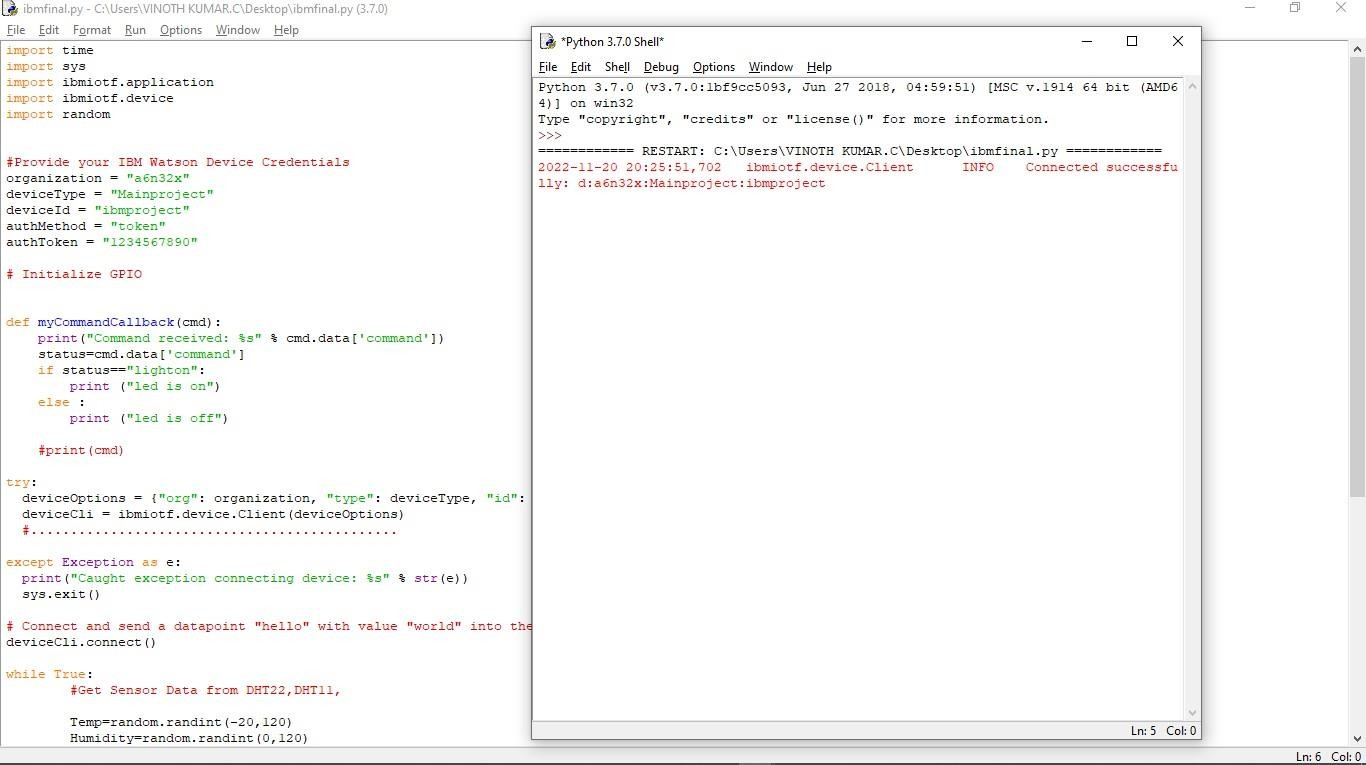 ibmfinal.py - C:\Users\VINOTH KUMAR.C\Desktop\ibmfinal.py (3.7.0)
File Edit Format Run Options Window Help
import time
import sys
import ibmiotf.application
import ibmiotf.device
import random
#Provide your IBM Watson Device Credentials
organization = "a6n32x"
deviceType = "Mainproject"
deviceId = "ibmproject"
authMethod = "token"
authToken = "1234567890"
# Initialize GPIO
def myCommandCallback(cmd):
    print("Command received: %s" % cmd.data['command'])
    status=cmd.data['command']
    if status=="lighton":
        print ("led is on")
    else :
        print ("led is off")
    #print(cmd)
try:
  deviceOptions = {"org": organization, "type": deviceType, "id":
  deviceCli = ibmiotf.device.Client(deviceOptions)
  #..............................................
except Exception as e:
  print("Caught exception connecting device: %s" % str(e))
  sys.exit()
# Connect and send a datapoint "hello" with value "world" into the
deviceCli.connect()
while True:
        #Get Sensor Data from DHT22,DHT11,
        Temp=random.randint(-20,120)
        Humidity=random.randint(0,120)
*Python 3.7.0 Shell*
File Edit Shell Debug Options Window Help
Python 3.7.0 (v3.7.0:1bf9cc5093, Jun 27 2018, 04:59:51) [MSC v.1914 64 bit (AMD6
4)] on win32
Type "copyright", "credits" or "license()" for more information.
>>>
============ RESTART: C:\Users\VINOTH KUMAR.C\Desktop\ibmfinal.py ============
2022-11-20 20:25:51,702   ibmiotf.device.Client      INFO    Connected successfu
lly: d:a6n32x:Mainproject:ibmproject
Ln: 5 Col: 0
Ln: 6 Col: 0